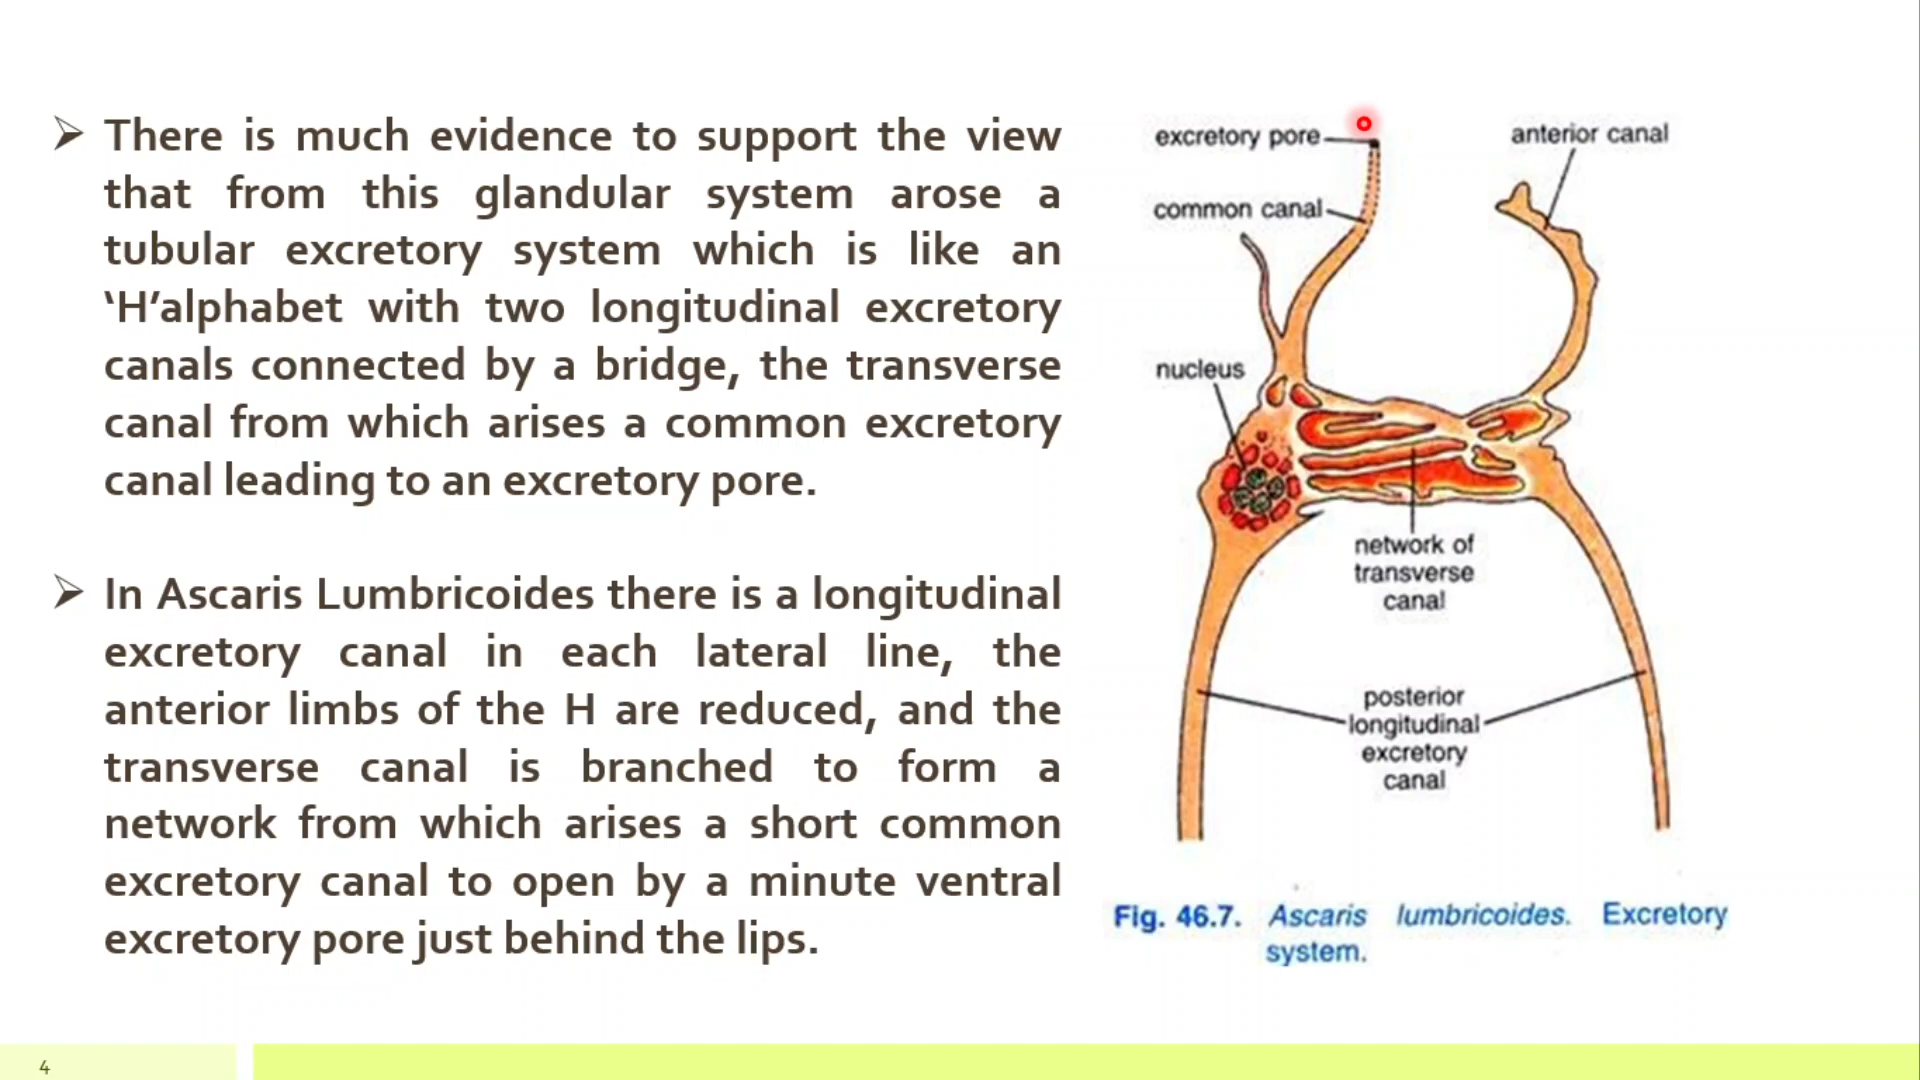 There is much evidence to support the view
that from this glandular system arose a
tubular excretory system which is like an
‘H’alphabet with two longitudinal excretory
canals connected by a bridge, the transverse
canal from which arises a common excretory
canal leading to an excretory pore.
In Ascaris Lumbricoides there is a longitudinal
excretory canal in each lateral line, the
anterior limbs of the H are reduced, and the
transverse canal is branched to form a
network from which arises a short common
excretory canal to open by a minute ventral
excretory pore just behind the lips.
excretory pore
anterior canal
common canal
nucleus
network of
transverse
canal
posterior
longitudinal
excretory
canal
Fig. 46.7. Ascaris lumbricoides. Excretory
system.
4